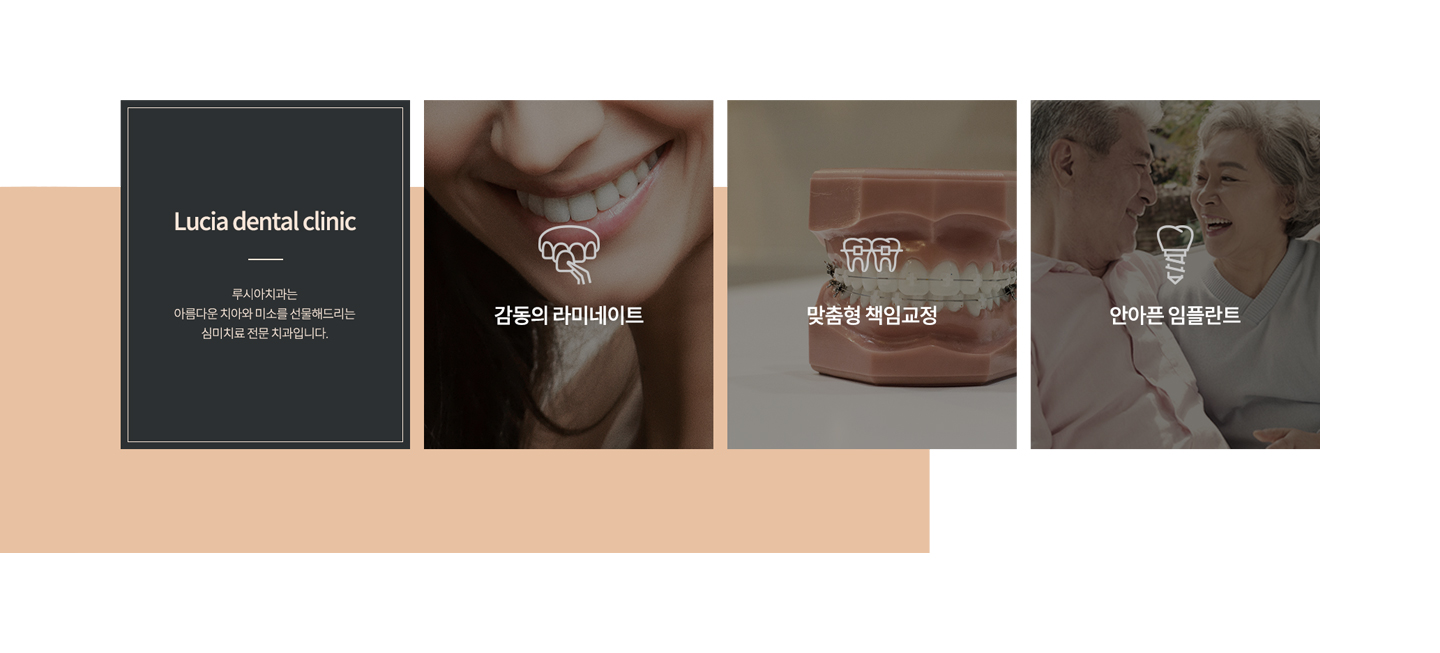 Lucia dental clinic
루시아치과는
아름다운 치아와 미소를 선물해드리는
심미치료 전문 치과입니다.
감동의 라미네이트
맞춤형 책임교정
안아픈 임플란트